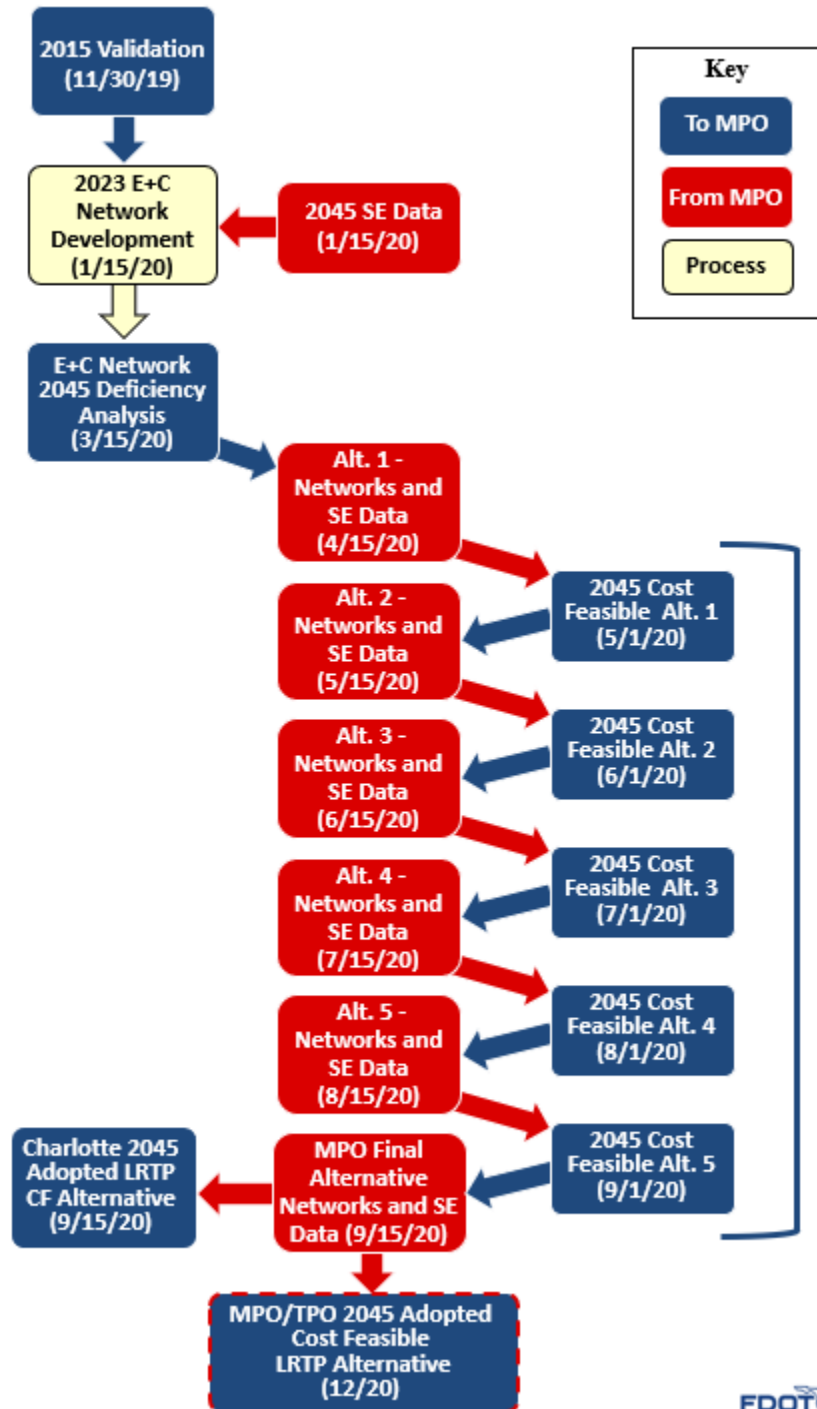 2015 Validation
(11/30/19)
Key
To MPO
From MPO
Process
2023 E+C
Network
Development
(1/15/20)
2045 SE Data
(1/15/20)
E+C Network
2045 Deficiency
Analysis
(3/15/20)
Alt. 1 -
Networks and
SE Data
(4/15/20)
2045 Cost
Feasible Alt. 1
(5/1/20)
Alt. 2 -
Networks and
SE Data
(5/15/20)
2045 Cost
Feasible Alt. 2
(6/1/20)
Alt. 3 -
Networks and
SE Data
(6/15/20)
2045 Cost
Feasible Alt. 3
(7/1/20)
Alt. 4 -
Networks and
SE Data
(7/15/20)
2045 Cost
Feasible Alt. 4
(8/1/20)
Alt. 5 -
Networks and
SE Data
(8/15/20)
2045 Cost
Feasible Alt. 5
(9/1/20)
MPO Final
Alternative
Networks and SE
Data (9/15/20)
Charlotte 2045
Adopted LRTP
CF Alternative
(9/15/20)
MPO/TPO 2045 Adopted
Cost Feasible
LRTP Alternative
(12/20)
FDOT